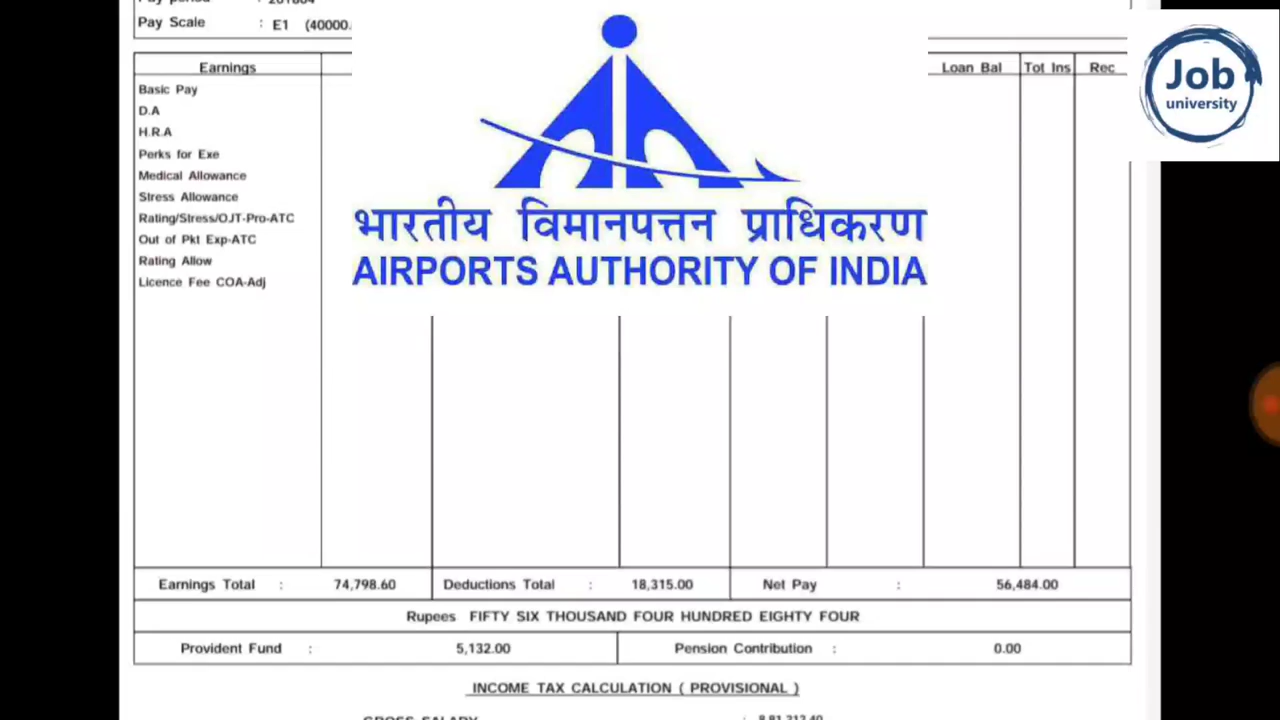 Pay Scale : E1 (40000.
Job
university
Earnings Loan Bal Tot Ins Rec
Basic Pay
D.A
H.R.A
Perks for Exe
Medical Allowance
Stress Allowance
Rating/Stress/OJT-Pro-ATC
Out of Pkt Exp-ATC
Rating Allow
Licence Fee COA-Adj
भारतीय विमानपत्तन प्राधिकरण
AIRPORTS AUTHORITY OF INDIA
Earnings Total : 74,798.60 Deductions Total : 18,315.00 Net Pay : 56,484.00
Rupees FIFTY SIX THOUSAND FOUR HUNDRED EIGHTY FOUR
Provident Fund : 5,132.00 Pension Contribution : 0.00
INCOME TAX CALCULATION ( PROVISIONAL )